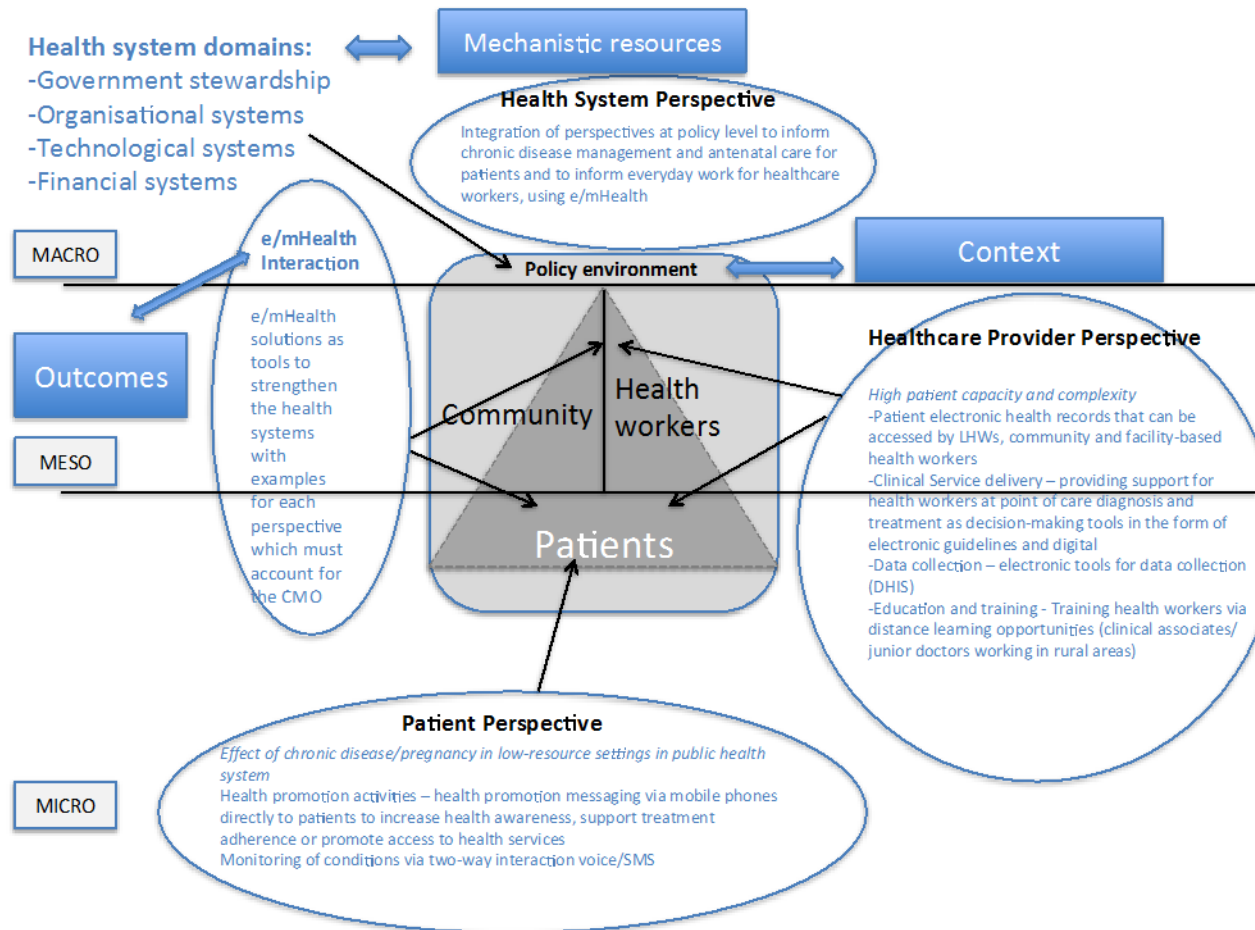 Health system domains:
-Government stewardship
-Organisational systems
-Technological systems
-Financial systems
Mechanistic resources
Health System Perspective
Integration of perspectives at policy level to inform
chronic disease management and antenatal care for
patients and to inform everyday work for healthcare
workers, using e/mHealth
MACRO
e/mHealth
Interaction
e/mHealth
solutions as
tools to
strengthen
the health
systems
with
examples
for each
perspective
which must
account for
the CMO
Policy environment
Context
Outcomes
MESO
Community
Health
workers
Patients
Healthcare Provider Perspective
High patient capacity and complexity
-Patient electronic health records that can be
accessed by LHWs, community and facility-based
health workers
-Clinical Service delivery – providing support for
health workers at point of care diagnosis and
treatment as decision-making tools in the form of
electronic guidelines and digital
-Data collection – electronic tools for data collection
(DHIS)
-Education and training - Training health workers via
distance learning opportunities (clinical associates/
junior doctors working in rural areas)
MICRO
Patient Perspective
Effect of chronic disease/pregnancy in low-resource settings in public health
system
Health promotion activities – health promotion messaging via mobile phones
directly to patients to increase health awareness, support treatment
adherence or promote access to health services
Monitoring of conditions via two-way interaction voice/SMS